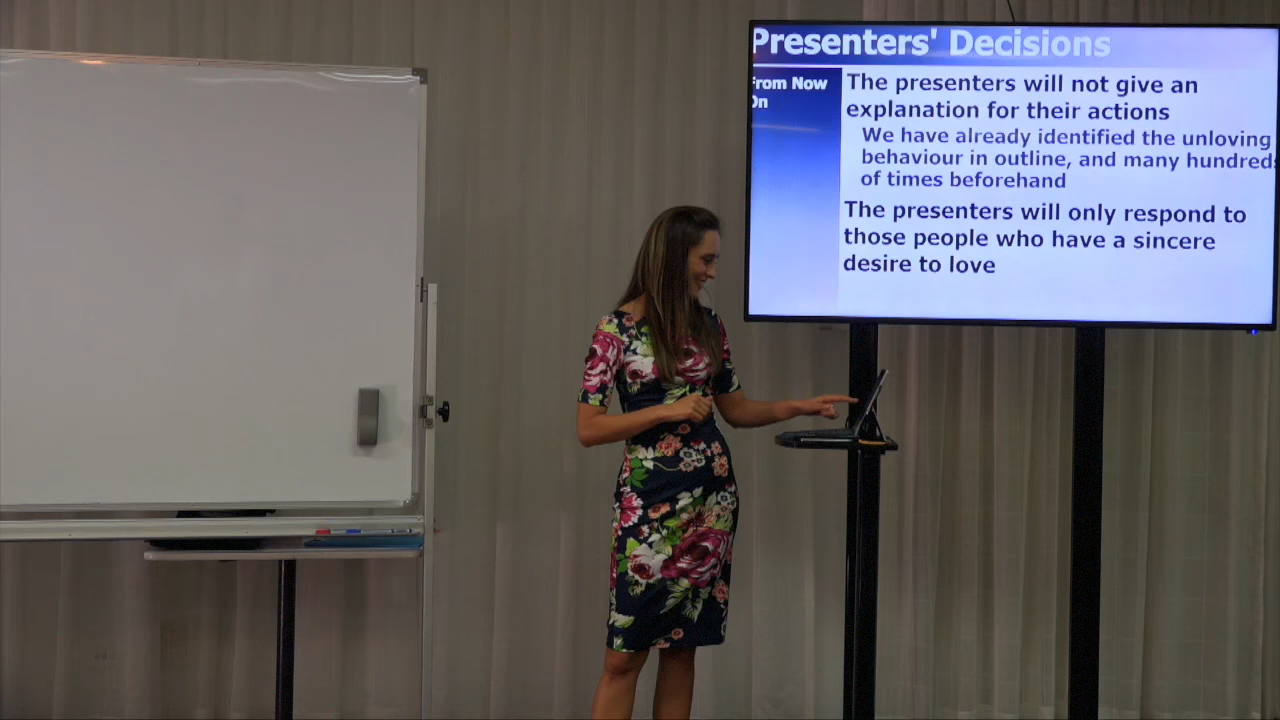 Presenters' Decisions
From Now
On
The presenters will not give an
explanation for their actions
We have already identified the unloving
behaviour in outline, and many hundreds
of times beforehand
The presenters will only respond to
those people who have a sincere
desire to love